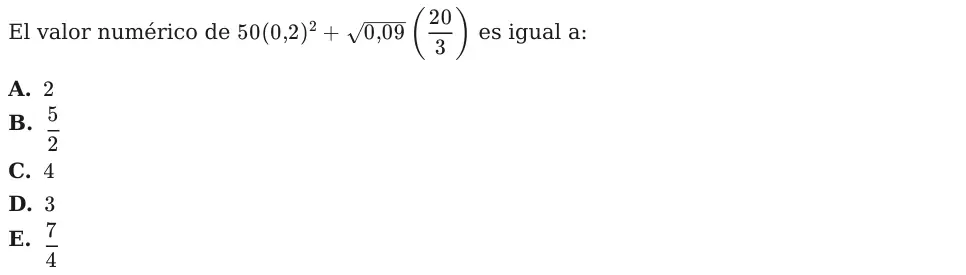 El valor numérico de 50(0,2)² + √0,09 (20/3) es igual a:
A. 2
B. 5/2
C. 4
D. 3
E. 7/4